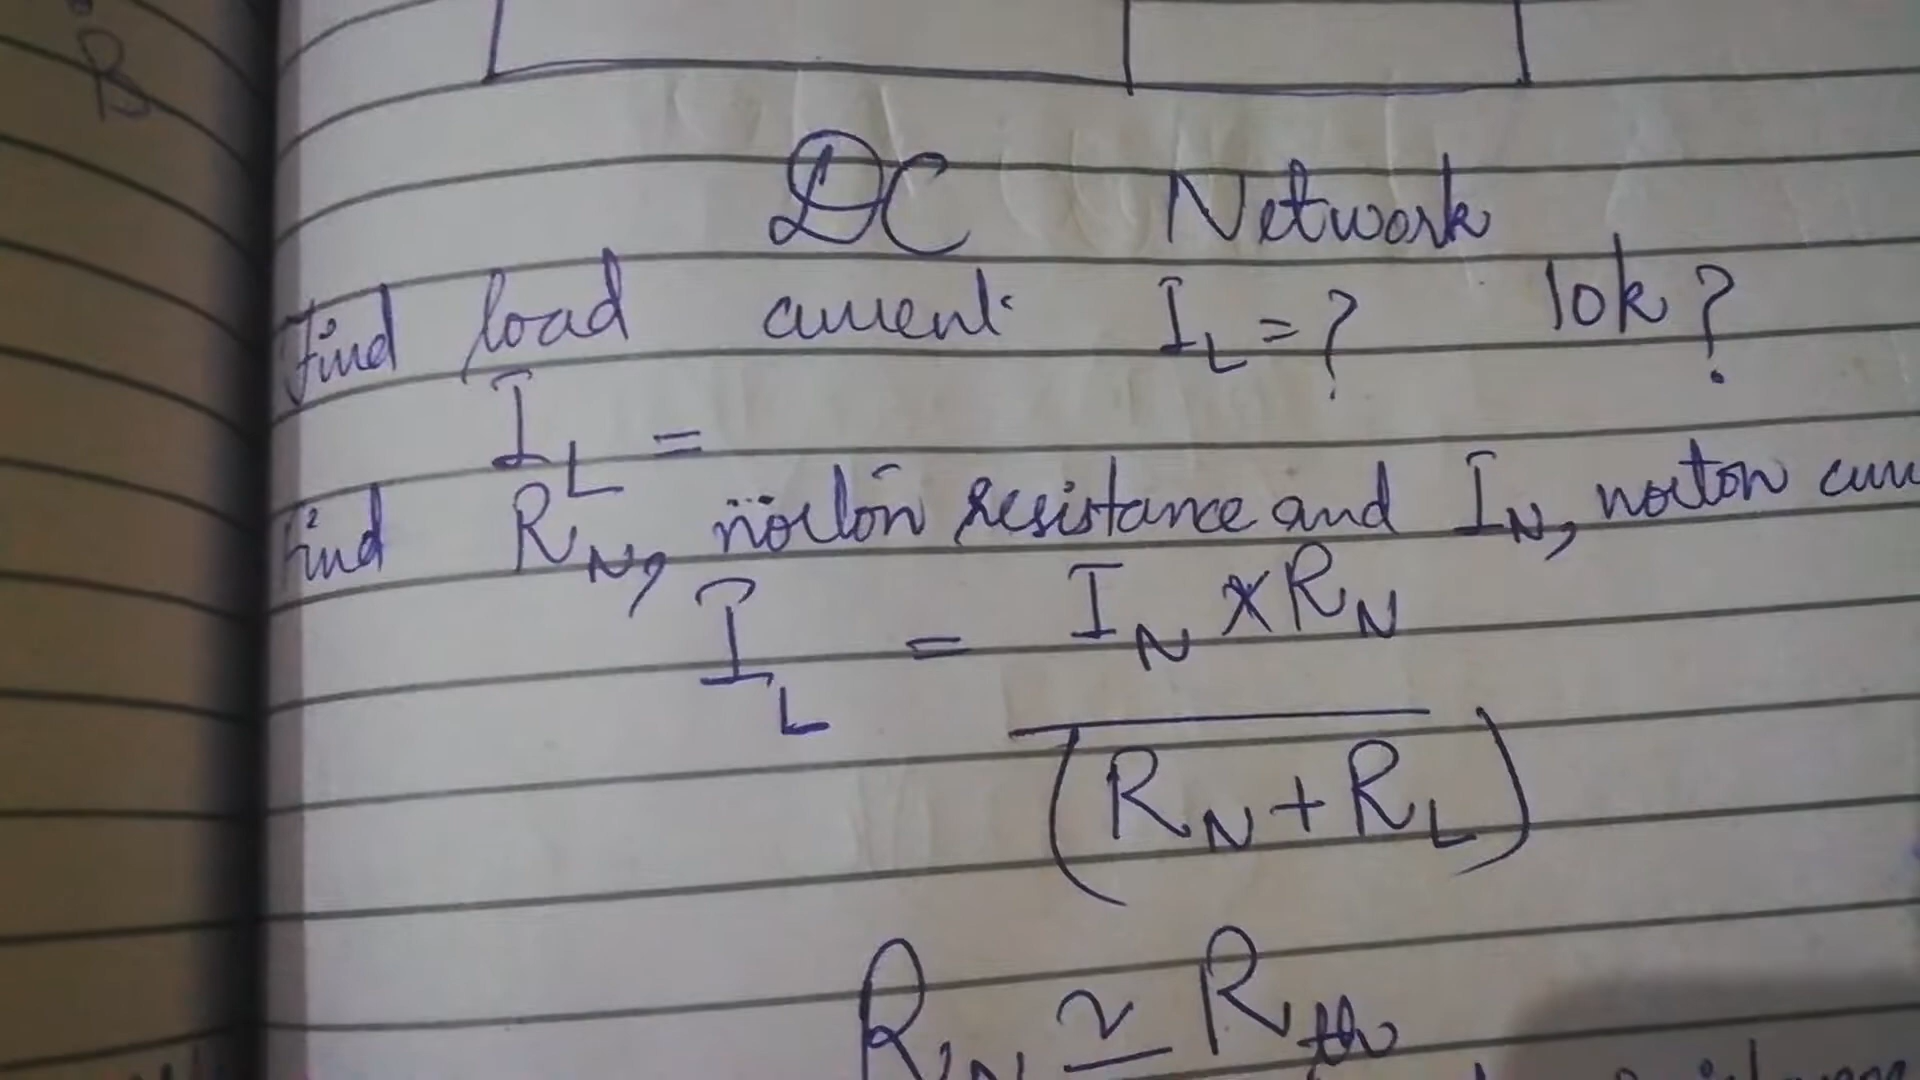 B
DC Network
Find load current I_L = ? 10k ?
I_L =
Find R_N, norton resistance and I_N, norton
I_L = I_N × R_N
(R_N + R_L)
R_N ≃ R_th